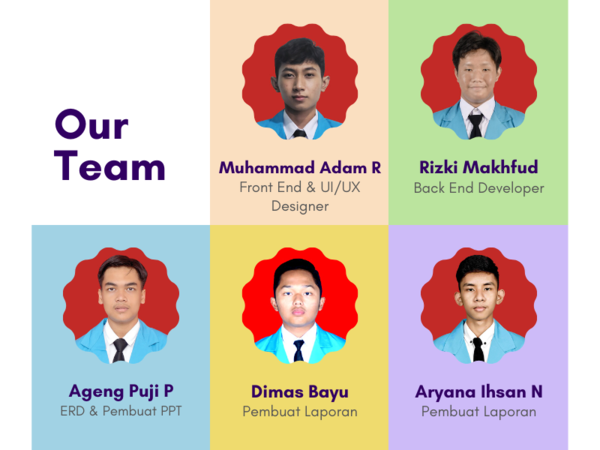 Our
Team
Muhammad Adam R
Front End & UI/UX
Designer
Rizki Makhfud
Back End Developer
Ageng Puji P
ERD & Pembuat PPT
Dimas Bayu
Pembuat Laporan
Aryana Ihsan N
Pembuat Laporan